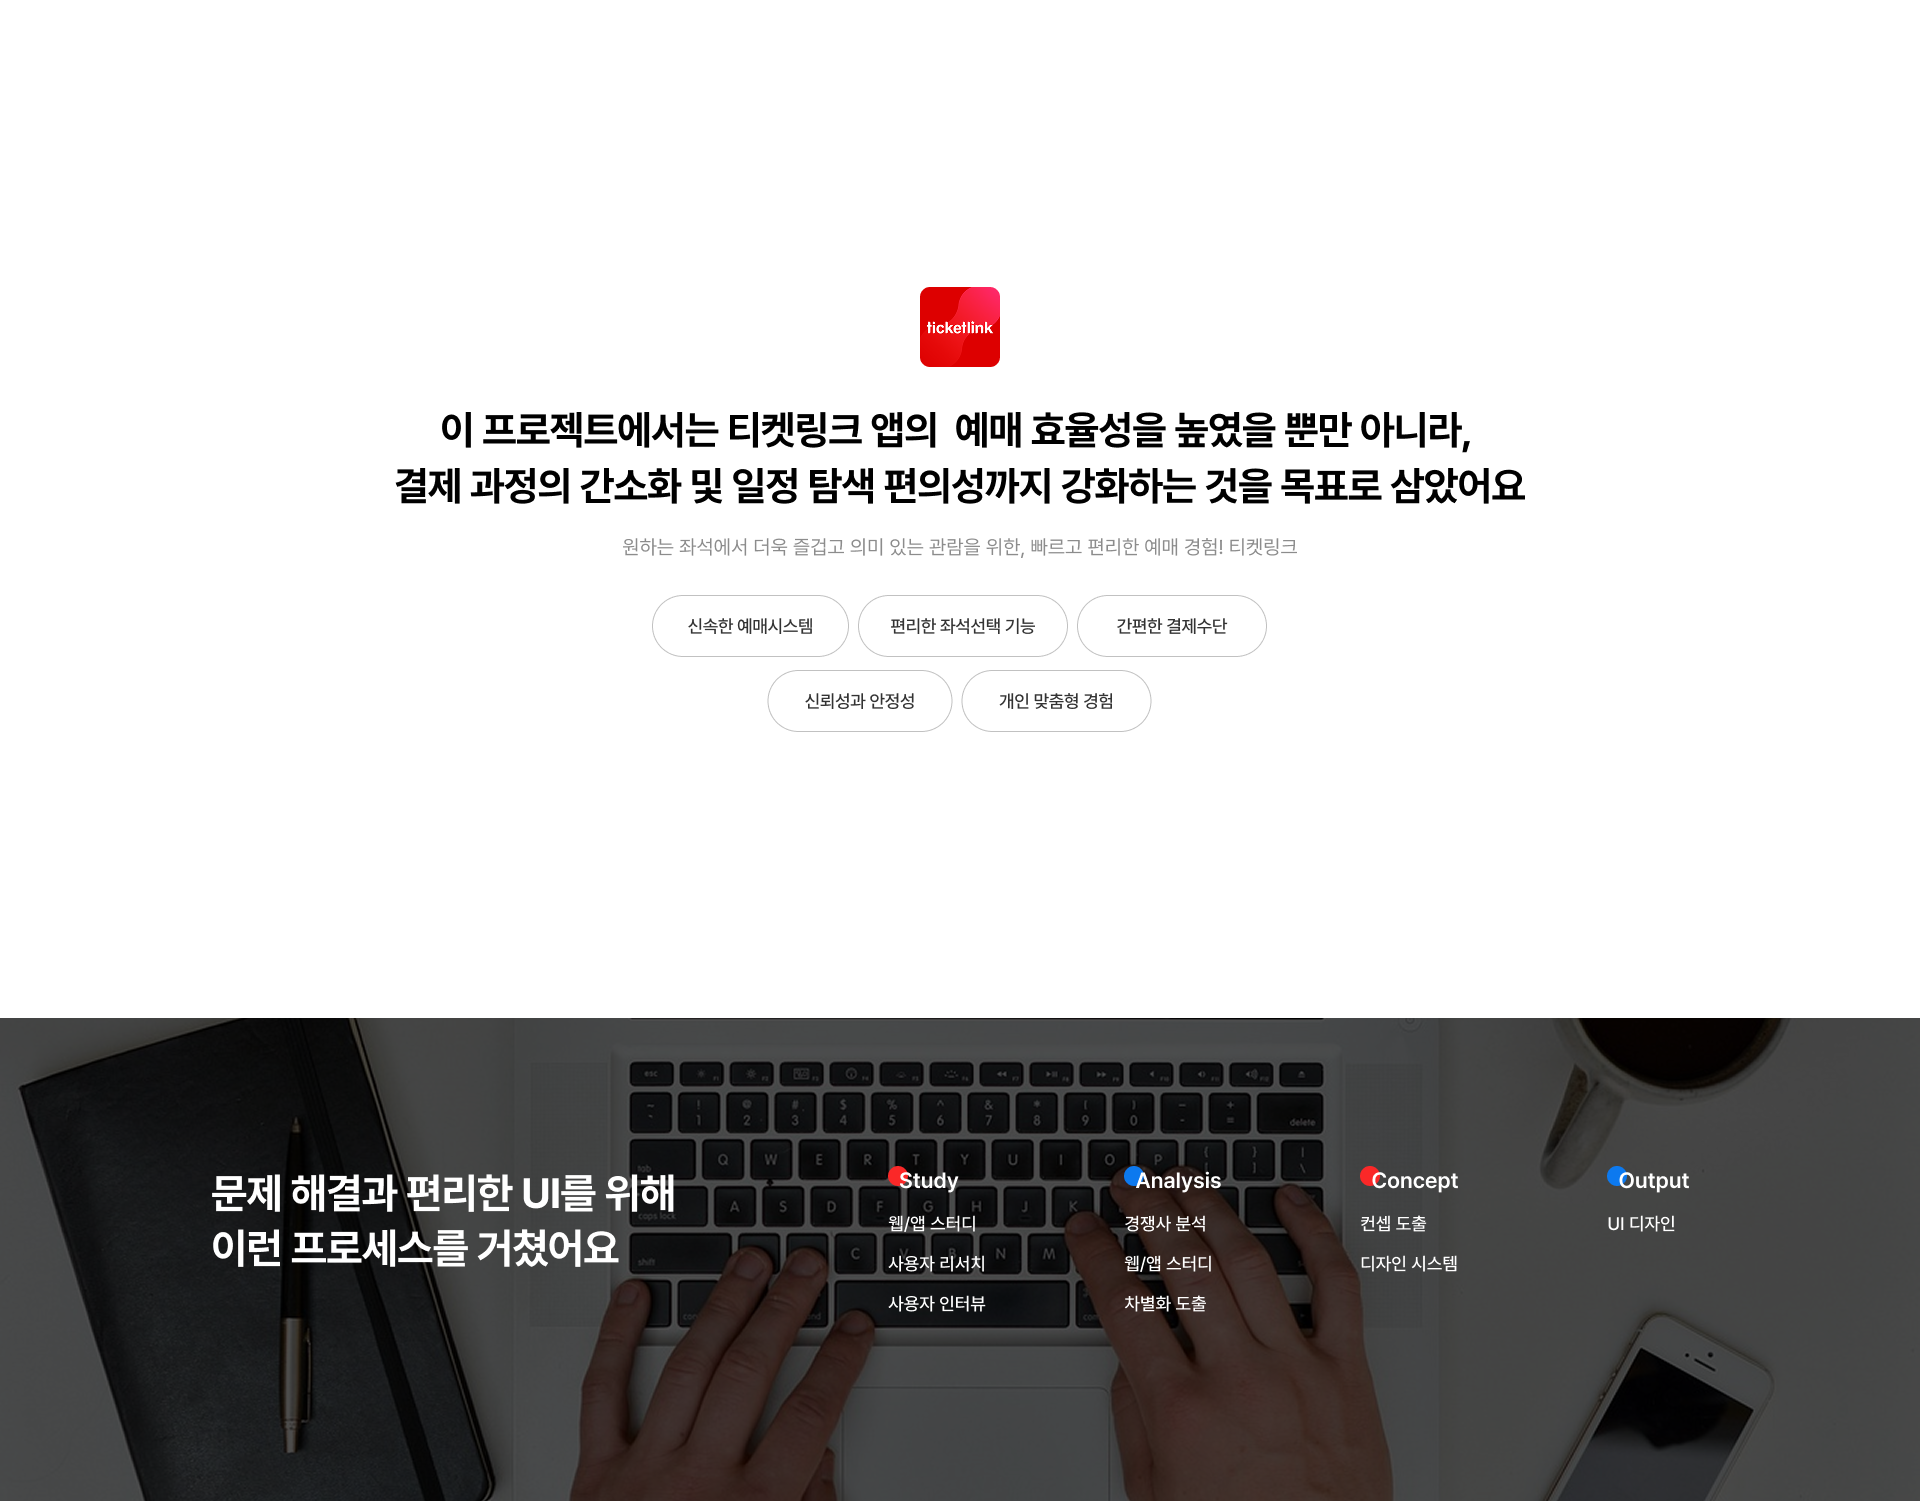 ticketlink
이 프로젝트에서는 티켓링크 앱의 예매 효율성을 높였을 뿐만 아니라,
결제 과정의 간소화 및 일정 탐색 편의성까지 강화하는 것을 목표로 삼았어요
원하는 좌석에서 더욱 즐겁고 의미 있는 관람을 위한, 빠르고 편리한 예매 경험! 티켓링크
신속한 예매시스템
편리한 좌석선택 기능
간편한 결제수단
신뢰성과 안정성
개인 맞춤형 경험
문제 해결과 편리한 UI를 위해
이런 프로세스를 거쳤어요
Study
웹/앱 스터디
사용자 리서치
사용자 인터뷰
Analysis
경쟁사 분석
웹/앱 스터디
차별화 도출
Concept
컨셉 도출
디자인 시스템
Output
UI 디자인